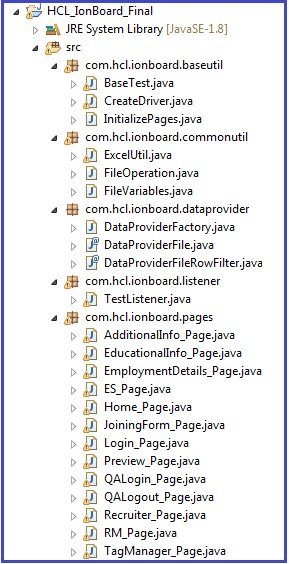 HCL_IonBoard_Final
JRE System Library [JavaSE-1.8]
src
com.hcl.ionboard.baseutil
BaseTest.java
CreateDriver.java
InitializePages.java
com.hcl.ionboard.commonutil
ExcelUtil.java
FileOperation.java
FileVariables.java
com.hcl.ionboard.dataprovider
DataProviderFactory.java
DataProviderFile.java
DataProviderFileRowFilter.java
com.hcl.ionboard.listener
TestListener.java
com.hcl.ionboard.pages
AdditionalInfo_Page.java
EducationalInfo_Page.java
EmploymentDetails_Page.java
ES_Page.java
Home_Page.java
JoiningForm_Page.java
Login_Page.java
Preview_Page.java
QALogin_Page.java
QALogout_Page.java
Recruiter_Page.java
RM_Page.java
TagManager_Page.java